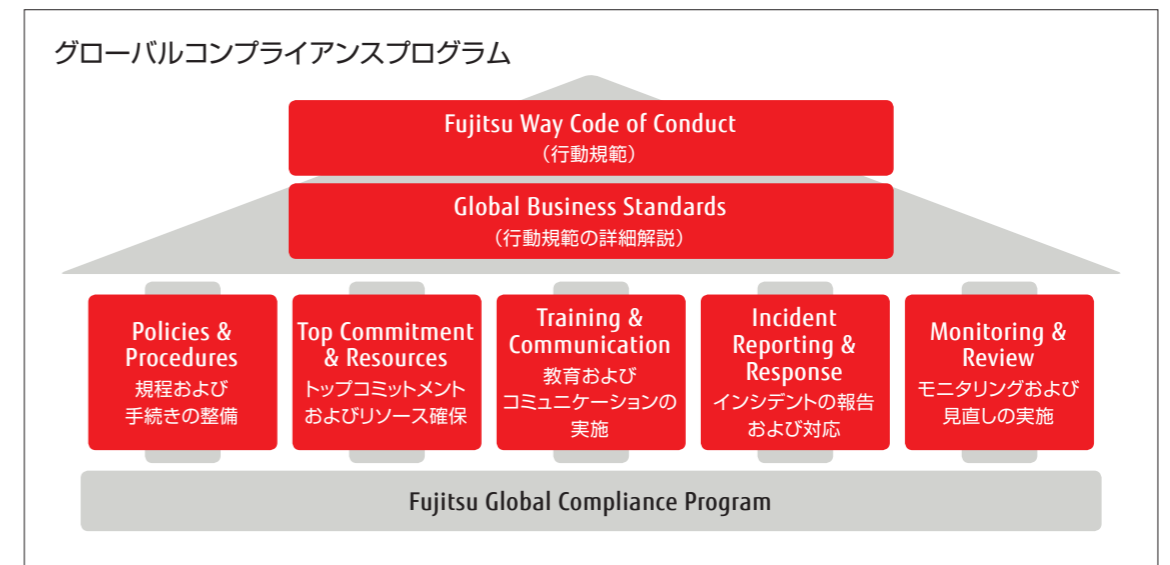 グローバルコンプライアンスプログラム
Fujitsu Way Code of Conduct
（行動規範）
Global Business Standards
（行動規範の詳細解説）
Policies &
Procedures
規程および
手続きの整備
Top Commitment
& Resources
トップコミットメント
およびリソース確保
Training &
Communication
教育および
コミュニケーションの
実施
Incident
Reporting &
Response
インシデントの報告
および対応
Monitoring &
Review
モニタリングおよび
見直しの実施
Fujitsu Global Compliance Program